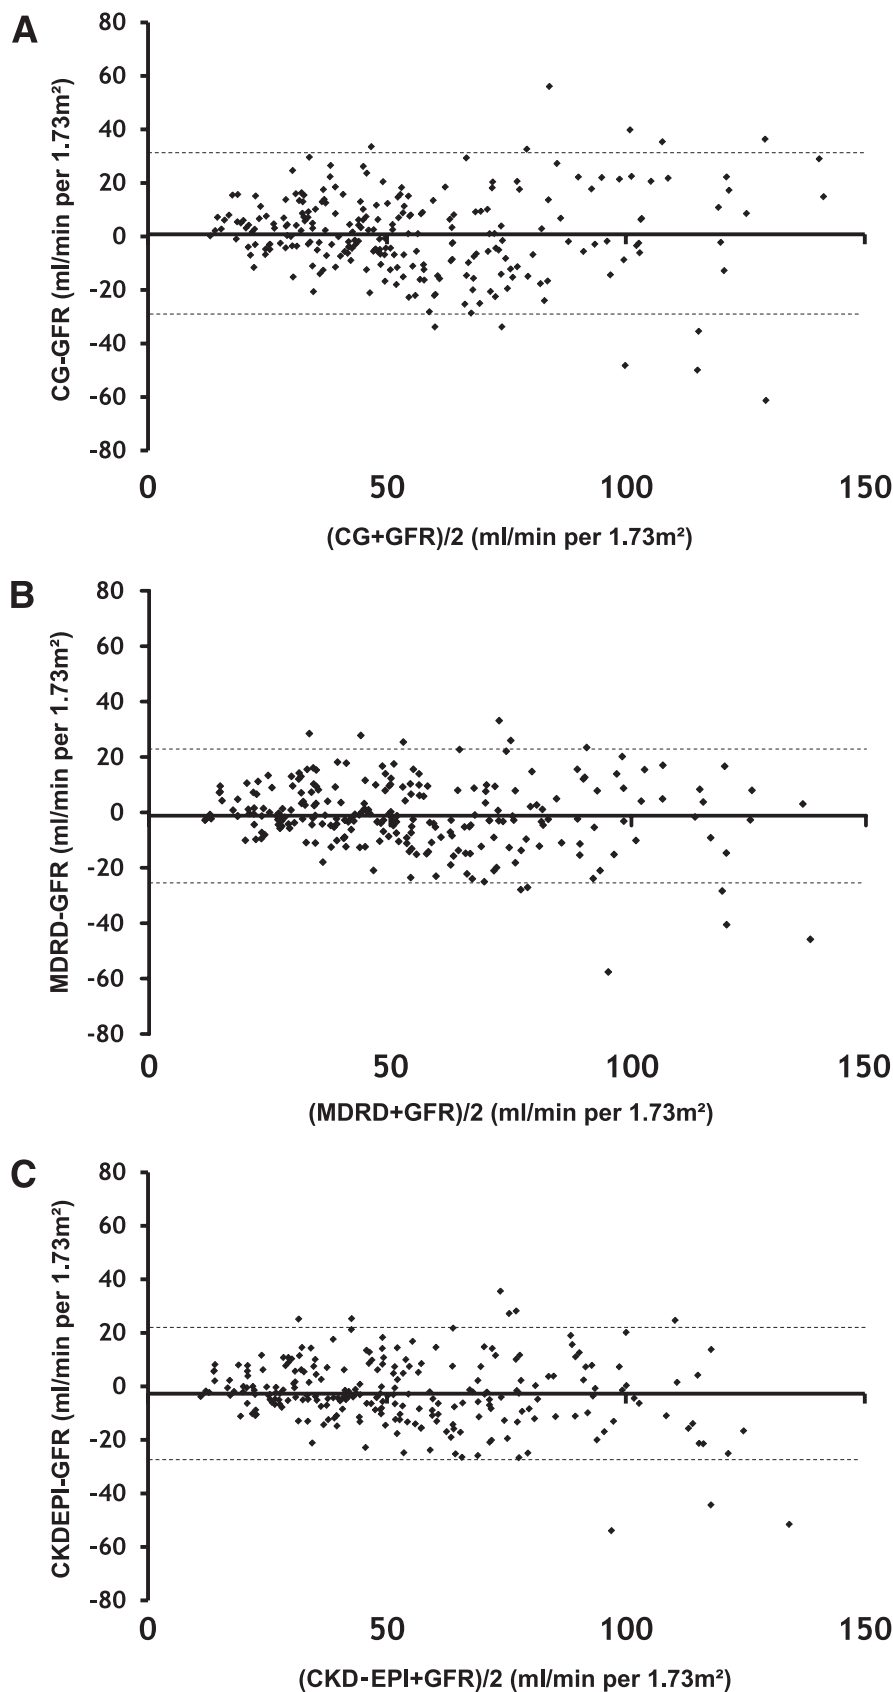 A
80
60
40
20
0
-20
-40
-60
-80
CG-GFR (ml/min per 1.73m²)
0 50 100 150
(CG+GFR)/2 (ml/min per 1.73m²)
B
80
60
40
20
0
-20
-40
-60
-80
MDRD-GFR (ml/min per 1.73m²)
0 50 100 150
(MDRD+GFR)/2 (ml/min per 1.73m²)
C
80
60
40
20
0
-20
-40
-60
-80
CKDEPI-GFR (ml/min per 1.73m²)
0 50 100 150
(CKD-EPI+GFR)/2 (ml/min per 1.73m²)